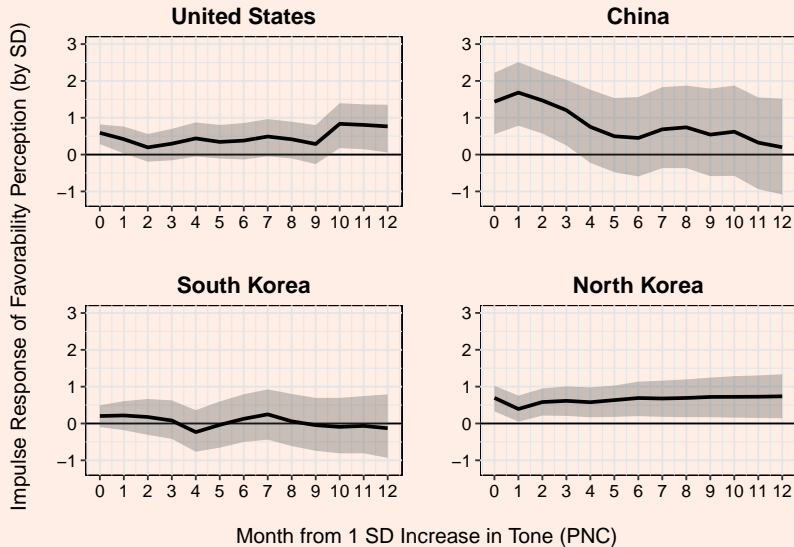 Impulse Response of Favorability Perception (by SD)
United States
3
2
1
0
−1
0 1 2 3 4 5 6 7 8 9 10 11 12
China
3
2
1
0
−1
0 1 2 3 4 5 6 7 8 9 10 11 12
South Korea
3
2
1
0
−1
0 1 2 3 4 5 6 7 8 9 10 11 12
North Korea
3
2
1
0
−1
0 1 2 3 4 5 6 7 8 9 10 11 12
Month from 1 SD Increase in Tone (PNC)